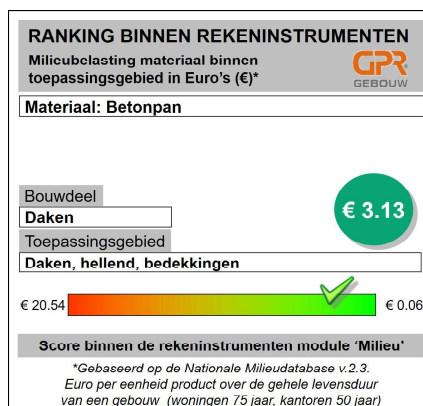 RANKING BINNEN REKENINSTRUMENTEN
Milieubelasting materiaal binnen
toepassingsgebied in Euro's (€)*
GPR
GEBOUW
Materiaal: Betonpan
Bouwdeel
Daken
€ 3.13
Toepassingsgebied
Daken, hellend, bedekkingen
€ 20.54
€ 0.06
Score binnen de rekeninstrumenten module 'Milieu'
*Gebaseerd op de Nationale Milieudatabase v.2.3.
Euro per eenheid product over de gehele levensduur
van een gebouw (woningen 75 jaar, kantoren 50 jaar)